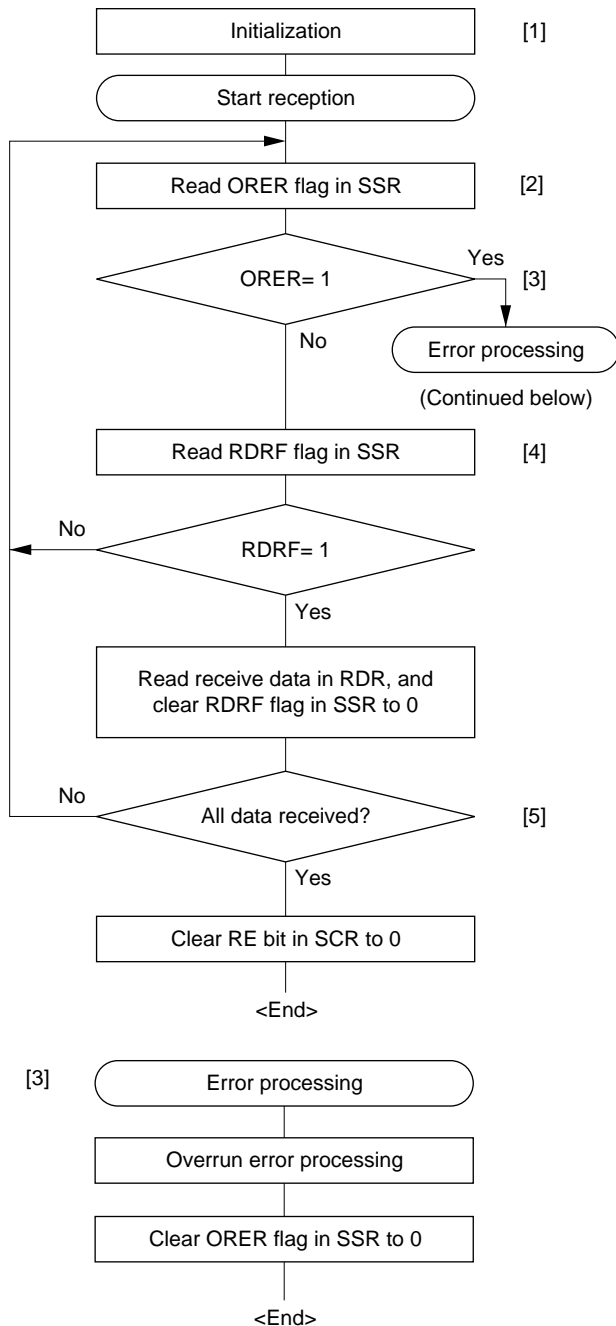 Initialization
[1]
Start reception
Read ORER flag in SSR
[2]
Yes
ORER= 1
[3]
No
Error processing
(Continued below)
Read RDRF flag in SSR
[4]
No
RDRF= 1
Yes
Read receive data in RDR, and
clear RDRF flag in SSR to 0
No
All data received?
[5]
Yes
Clear RE bit in SCR to 0
<End>
[3]
Error processing
Overrun error processing
Clear ORER flag in SSR to 0
<End>